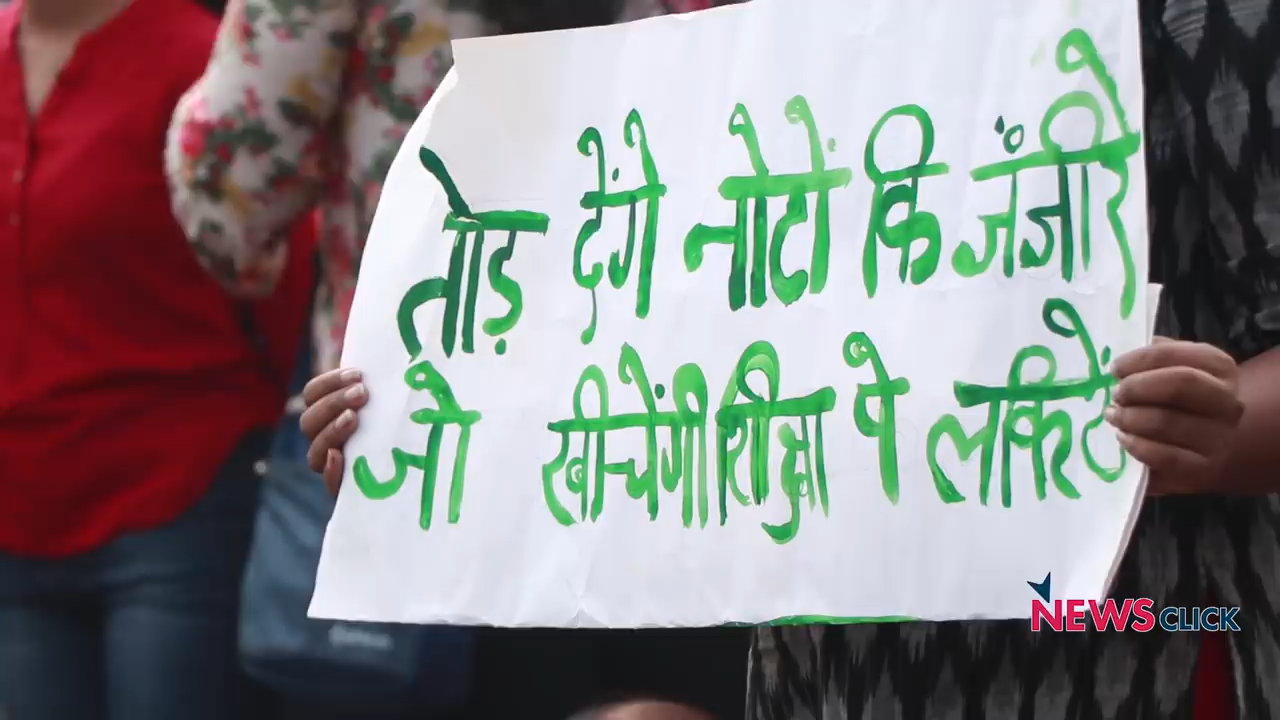 तोड़ देंगे नोटों कि जंजीरे
जो खीचेंगी शीक्षा पे लकिरें
NEWSCLICK